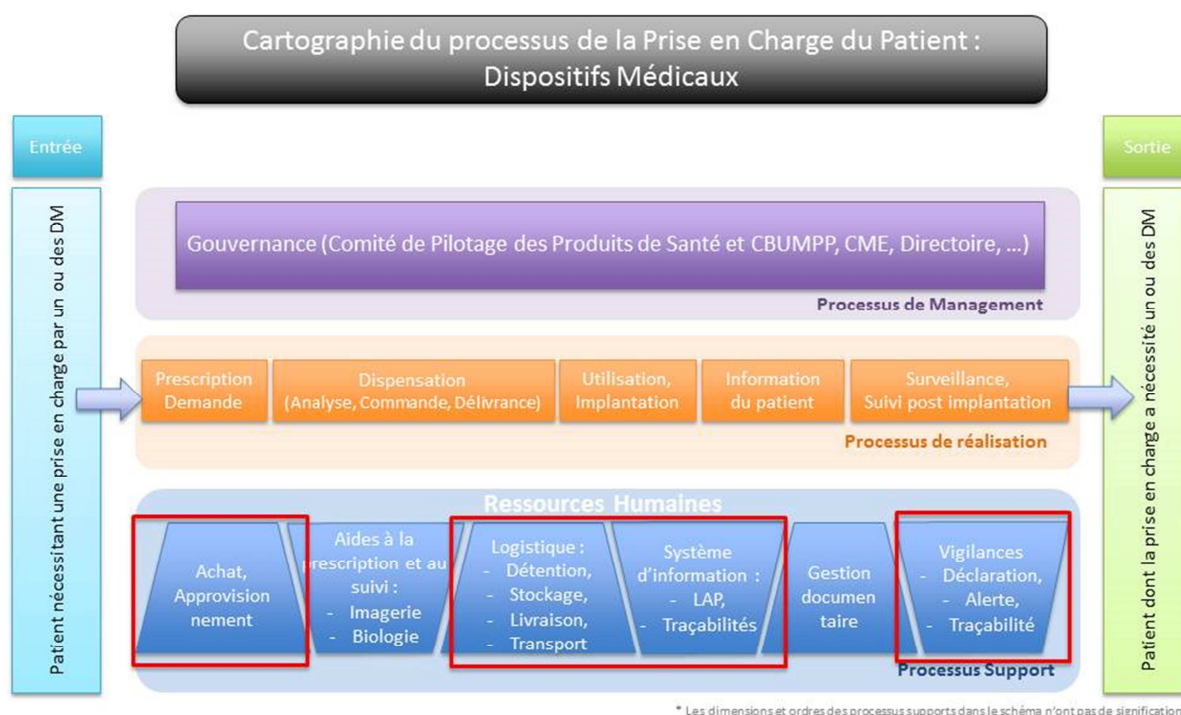 Cartographie du processus de la Prise en Charge du Patient :
Dispositifs Médicaux
Entrée
Sortie
Patient nécessitant une prise en charge par un ou des DM
Gouvernance (Comité de Pilotage des Produits de Santé et CBUMPP, CME, Directoire, ...)
Processus de Management
Prescription
Demande
Dispensation
(Analyse, Commande, Délivrance)
Utilisation,
Implantation
Information
du patient
Surveillance,
Suivi post implantation
Processus de réalisation
Ressources Humaines
Achat,
Approvision
nement
Aides à la
prescription et au
suivi :
- Imagerie
- Biologie
Logistique :
- Détention,
- Stockage,
- Livraison,
- Transport
Système
d'information :
- LAP,
- Traçabilités
Gestion
documen
taire
Vigilances
- Déclaration,
- Alerte,
- Traçabilité
Processus Support
Patient dont la prise en charge a nécessité un ou des DM
* Les dimensions et ordres des processus supports dans le schéma n'ont pas de signification